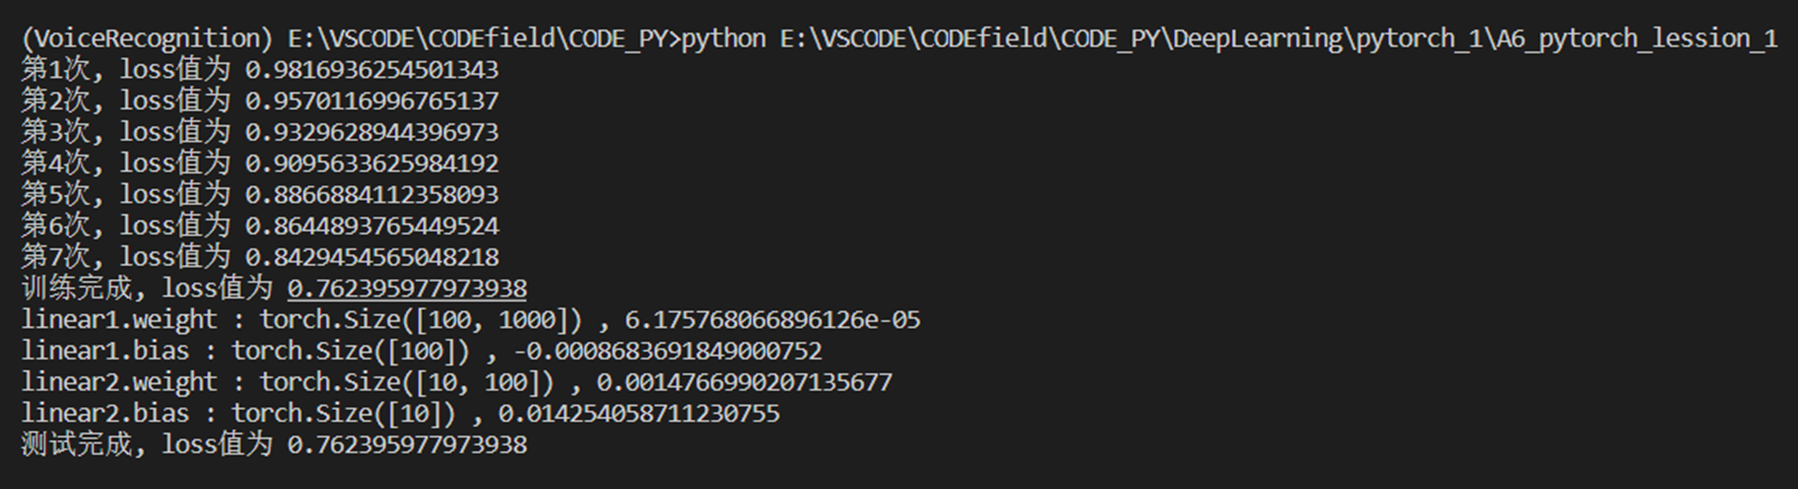 (VoiceRecognition) E:\VSCODE\CODEfield\CODE_PY>python E:\VSCODE\CODEfield\CODE_PY\DeepLearning\pytorch_1\A6_pytorch_lession_1
第1次, loss值为 0.9816936254501343
第2次, loss值为 0.9570116996765137
第3次, loss值为 0.9329628944396973
第4次, loss值为 0.9095633625984192
第5次, loss值为 0.8866884112358093
第6次, loss值为 0.8644893765449524
第7次, loss值为 0.8429454565048218
训练完成, loss值为 0.762395977973938
linear1.weight : torch.Size([100, 1000]) , 6.175768066896126e-05
linear1.bias : torch.Size([100]) , -0.0008683691849000752
linear2.weight : torch.Size([10, 100]) , 0.0014766990207135677
linear2.bias : torch.Size([10]) , 0.014254058711230755
测试完成, loss值为 0.762395977973938